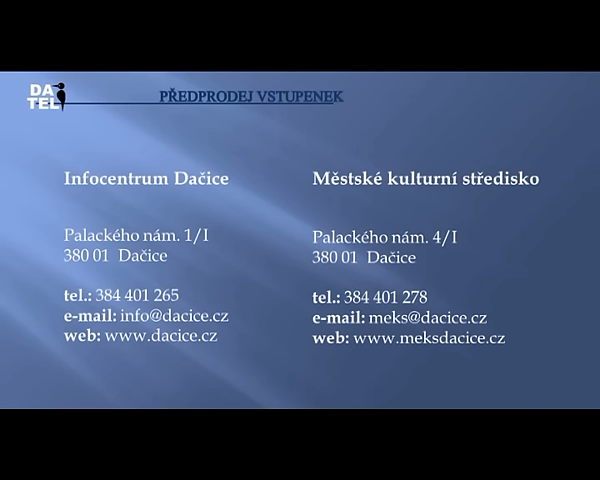 DA
TEL
PŘEDPRODEJ VSTUPENEK
Infocentrum Dačice
Palackého nám. 1/I
380 01 Dačice
tel.: 384 401 265
e-mail: info@dacice.cz
web: www.dacice.cz
Městské kulturní středisko
Palackého nám. 4/I
380 01 Dačice
tel.: 384 401 278
e-mail: meks@dacice.cz
web: www.meksdacice.cz